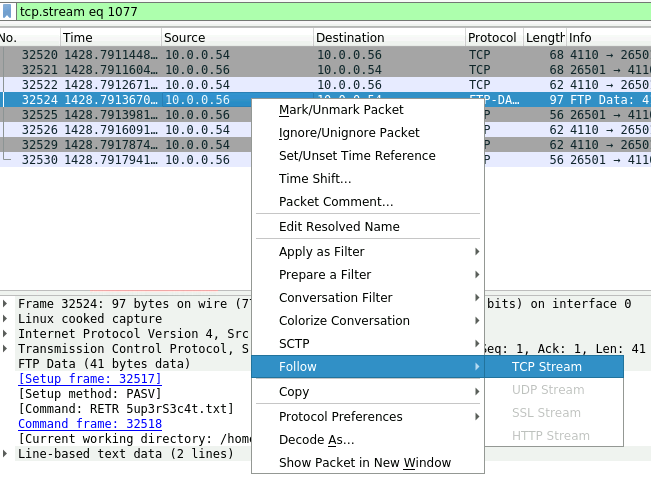 tcp.stream eq 1077
No. Time Source Destination Protocol Length Info
32520 1428.7911448… 10.0.0.54 10.0.0.56 TCP 68 4110 → 2650
32521 1428.7911604… 10.0.0.56 10.0.0.54 TCP 68 26501 → 411
32522 1428.7912671… 10.0.0.54 10.0.0.56 TCP 62 4110 → 2650
32524 1428.7913670… 10.0.0.56 10.0.0.54 FTP-DA… 97 FTP Data: 4
32525 1428.7913981… 10.0.0.56 P 56 26501 → 411
32526 1428.7916091… 10.0.0.54 P 62 4110 → 2650
32529 1428.7917874… 10.0.0.54 P 62 4110 → 2650
32530 1428.7917941… 10.0.0.56 P 56 26501 → 411
Mark/Unmark Packet
Ignore/Unignore Packet
Set/Unset Time Reference
Time Shift…
Packet Comment…
Edit Resolved Name
Apply as Filter
Prepare a Filter
Conversation Filter
Colorize Conversation
SCTP
Follow
Copy
Protocol Preferences
Decode As…
Show Packet in New Window
TCP Stream
UDP Stream
SSL Stream
HTTP Stream
Frame 32524: 97 bytes on wire (7 bits) on interface 0
Linux cooked capture
Internet Protocol Version 4, Src
Transmission Control Protocol, S Seq: 1, Ack: 1, Len: 41
FTP Data (41 bytes data)
[Setup frame: 32517]
[Setup method: PASV]
[Command: RETR 5up3rS3c4t.txt]
Command frame: 32518
[Current working directory: /hom
Line-based text data (2 lines)